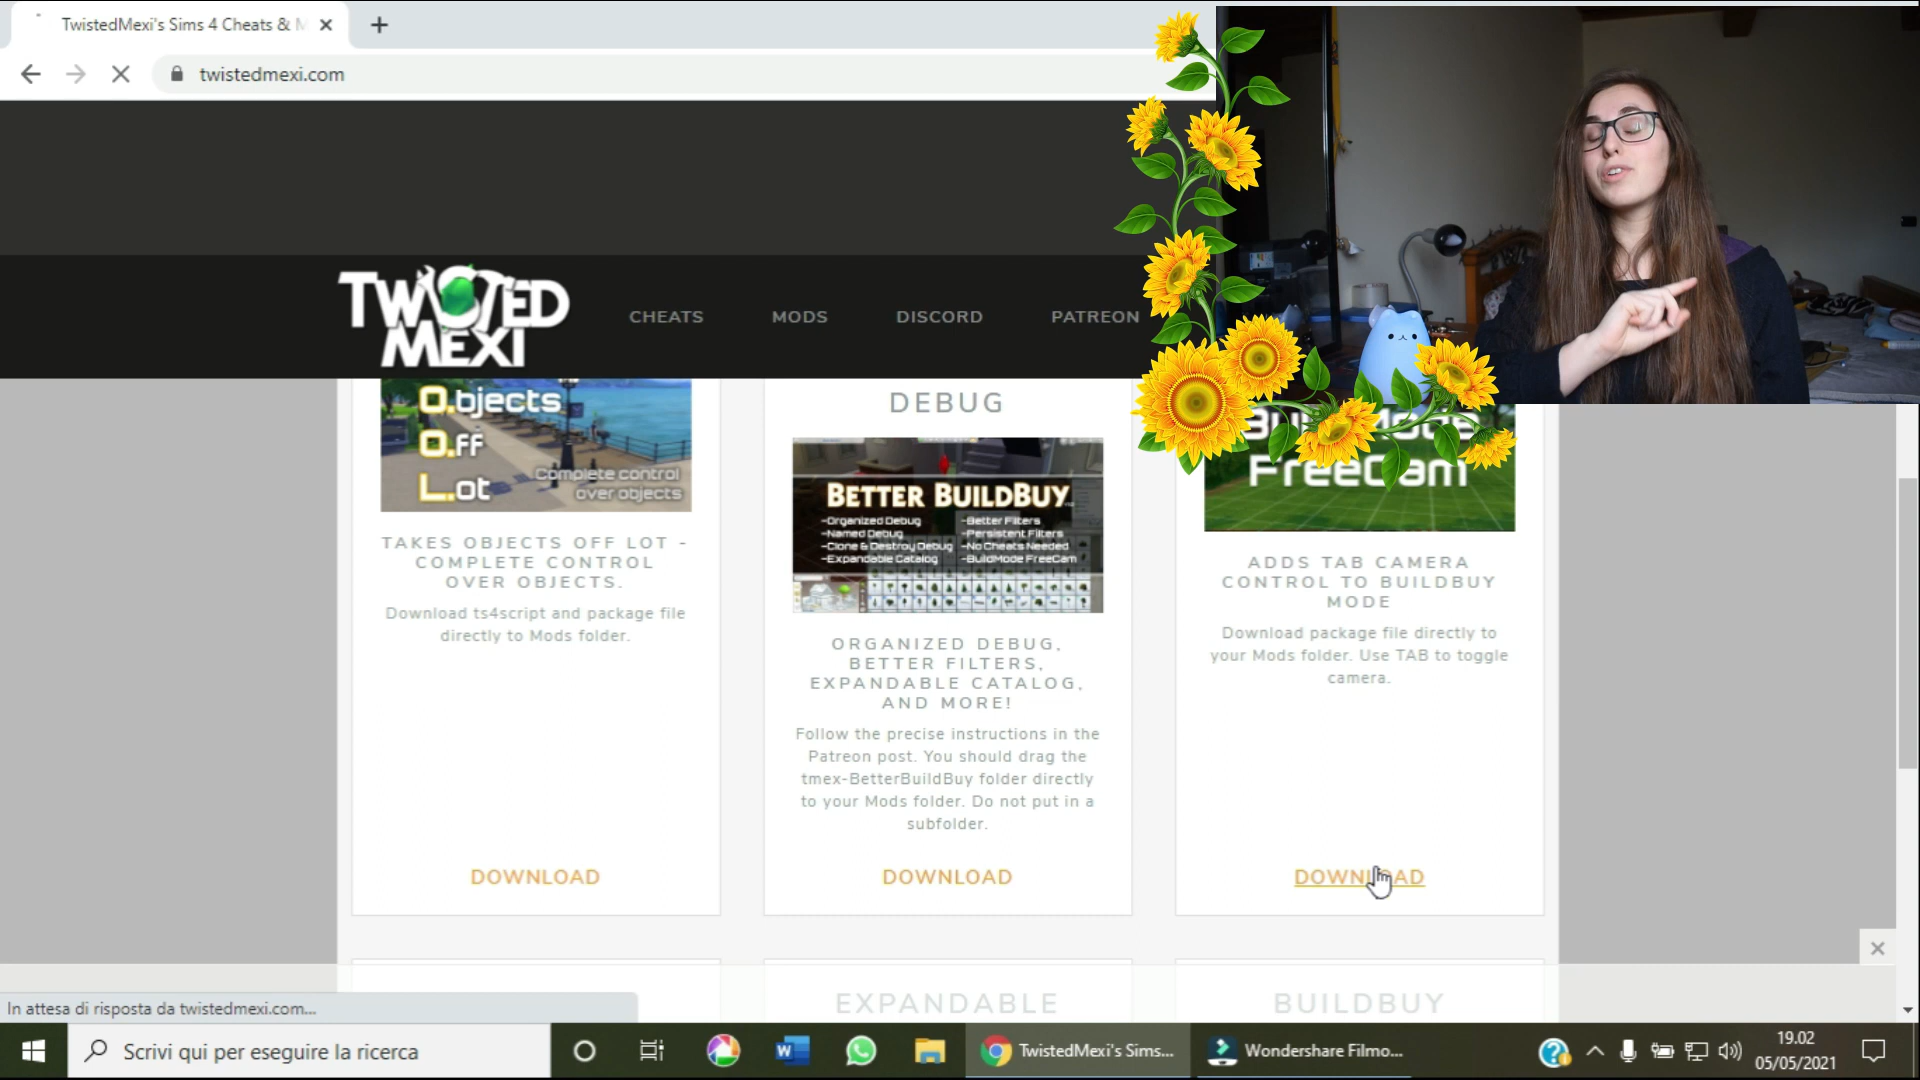 TwistedMexi's Sims 4 Cheats & M
twistedmexi.com
TWISTED
MEXI
CHEATS
MODS
DISCORD
PATREON
O.bjects
O.ff
L.ot
Complete control
over objects
TAKES OBJECTS OFF LOT -
COMPLETE CONTROL
OVER OBJECTS.
Download ts4script and package file
directly to Mods folder.
DOWNLOAD
DEBUG
BETTER BUILDBUY
-Organized Debug
-Named Debug
-Clone & Destroy Debug
-Expandable Catalog
-Better Filters
-Persistent Filters
-No Cheats Needed
-BuildMode FreeCam
ORGANIZED DEBUG,
BETTER FILTERS,
EXPANDABLE CATALOG,
AND MORE!
Follow the precise instructions in the
Patreon post. You should drag the
tmex-BetterBuildBuy folder directly
to your Mods folder. Do not put in a
subfolder.
DOWNLOAD
FreeCam
ADDS TAB CAMERA
CONTROL TO BUILDBUY
MODE
Download package file directly to
your Mods folder. Use TAB to toggle
camera.
DOWNLOAD
EXPANDABLE
BUILDBUY
In attesa di risposta da twistedmexi.com...
Scrivi qui per eseguire la ricerca
TwistedMexi's Sims...
Wondershare Filmo...
19.02
05/05/2021